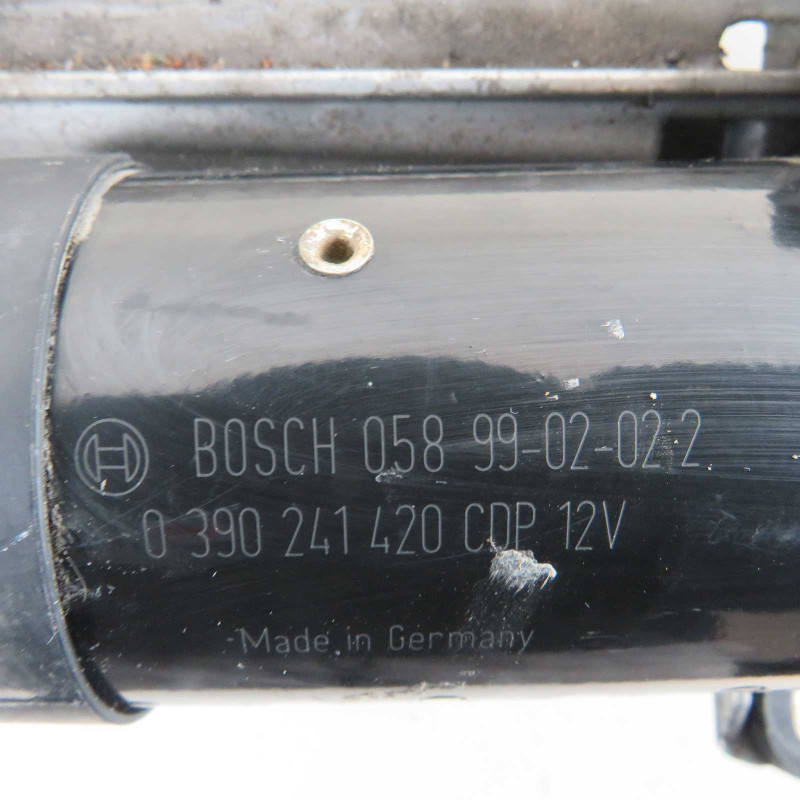 BOSCH 058 99-02-02 2
0 390 241 420 CDP 12V
Made in Germany